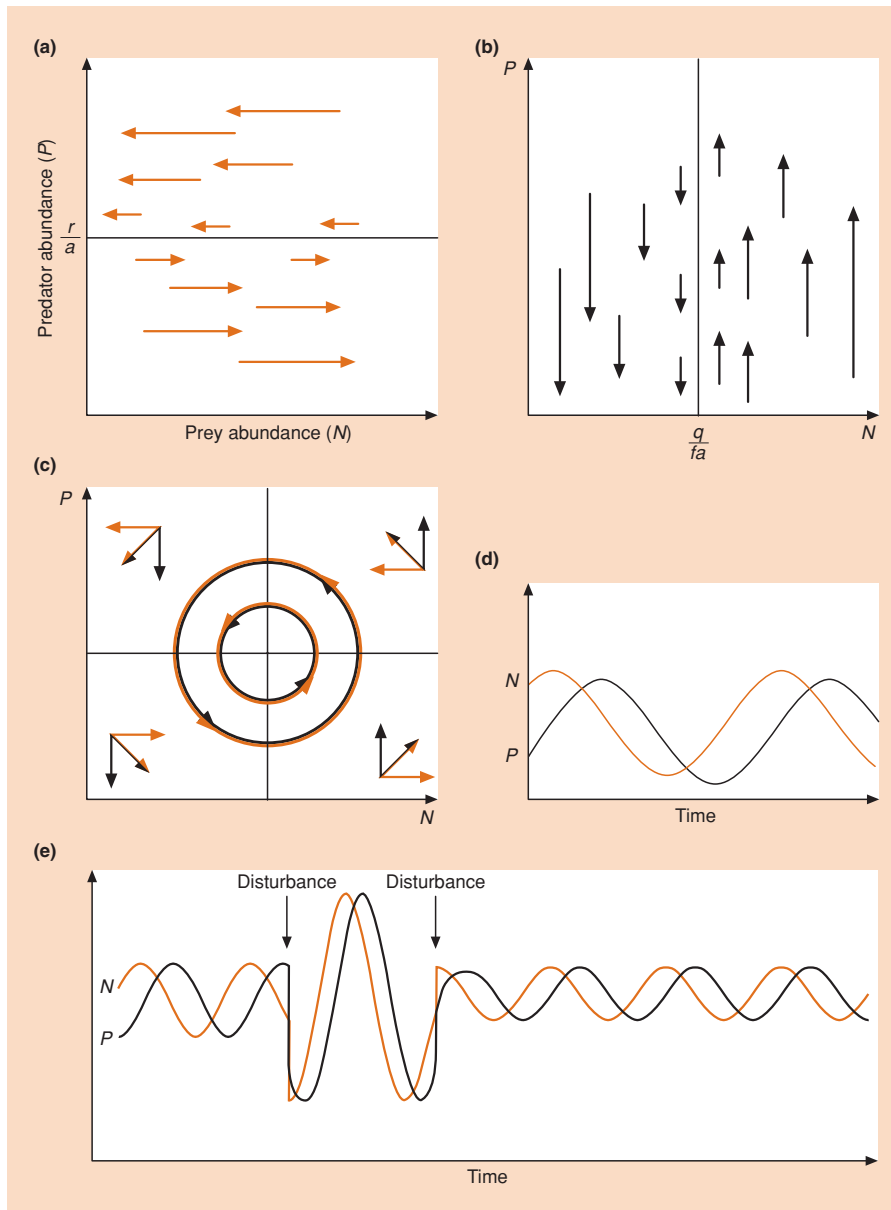 (a)
Predator abundance (P)
r
a
Prey abundance (N)
(b)
P
q
fa
N
(c)
P
N
(d)
N
P
Time
(e)
Disturbance Disturbance
N
P
Time